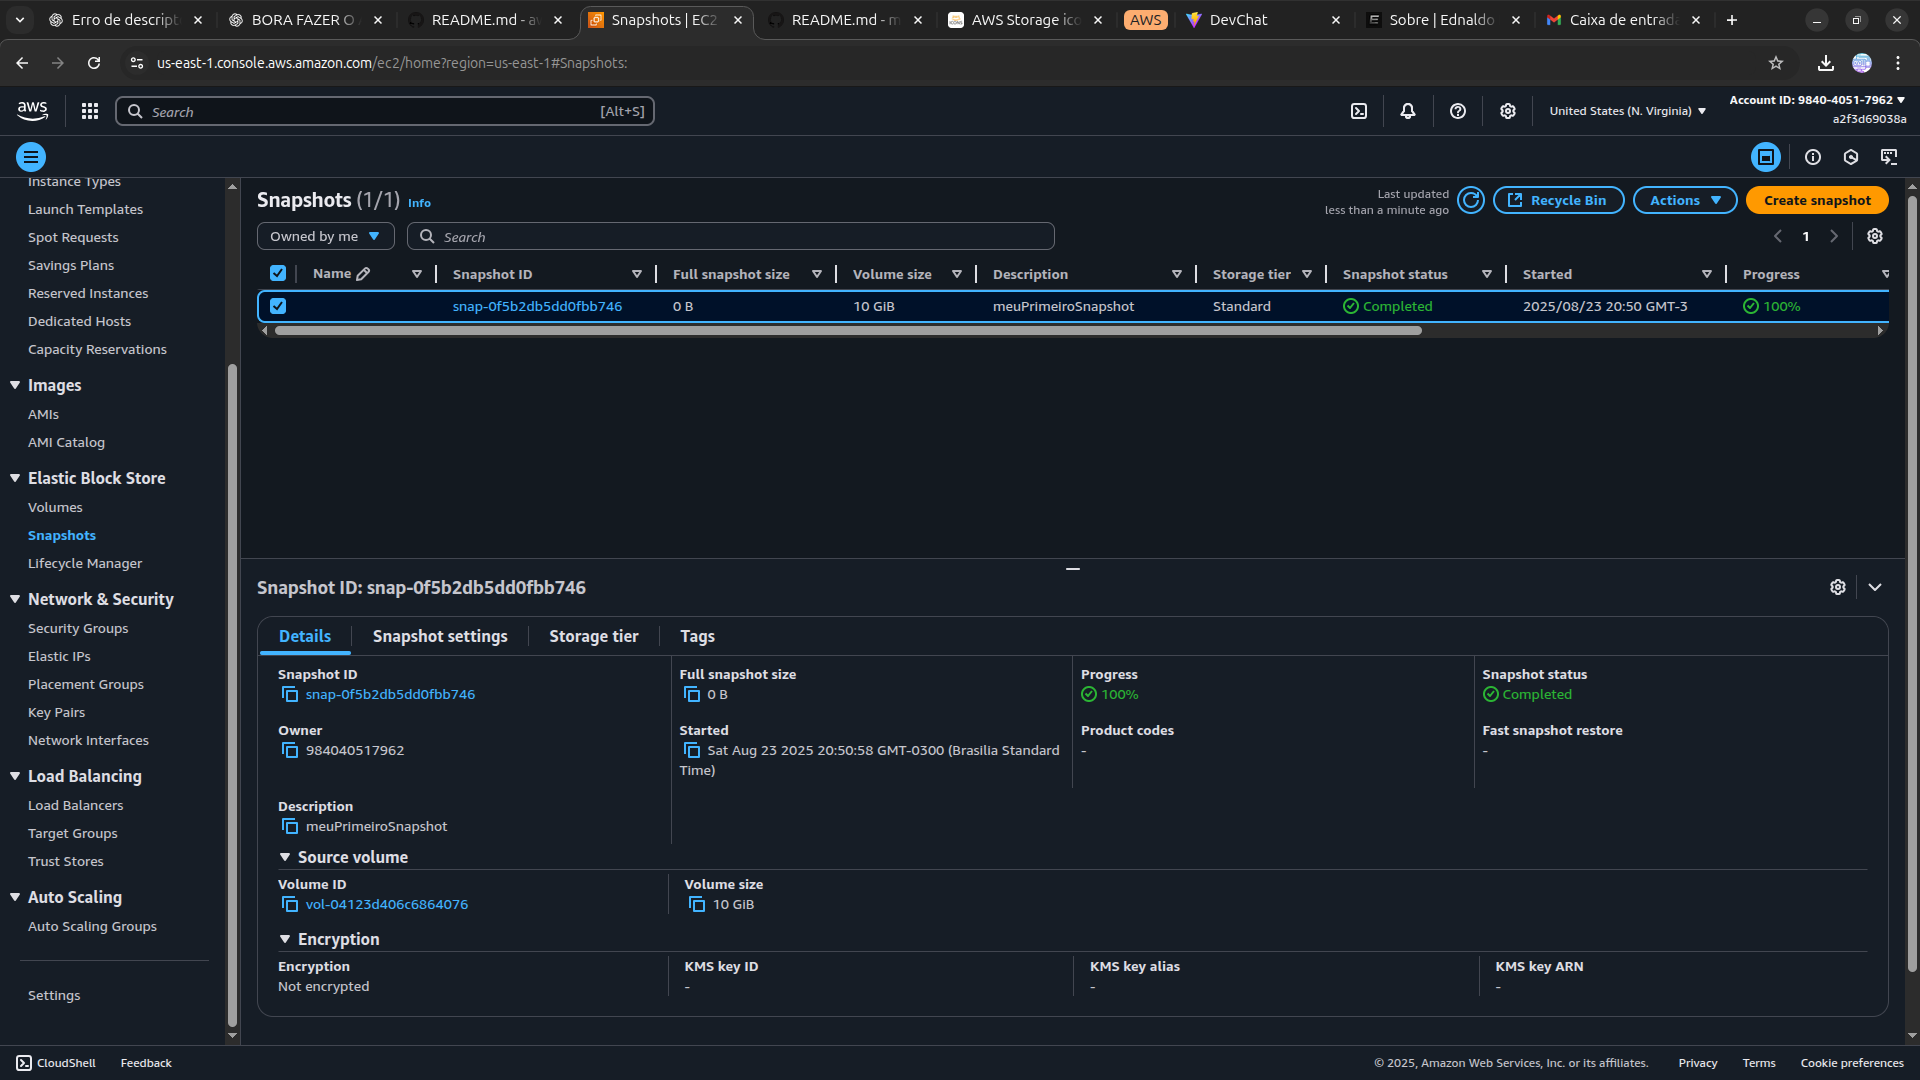 Erro de descript
BORA FAZER O
README.md - aw
Snapshots | EC2
README.md - m
AWS Storage ico
AWS
DevChat
Sobre | Ednaldo
Caixa de entrada
us-east-1.console.aws.amazon.com/ec2/home?region=us-east-1#Snapshots:
aws
Search [Alt+S]
United States (N. Virginia)
Account ID: 9840-4051-7962
a2f3d69038a
Instance Types
Launch Templates
Spot Requests
Savings Plans
Reserved Instances
Dedicated Hosts
Capacity Reservations
Images
AMIs
AMI Catalog
Elastic Block Store
Volumes
Snapshots
Lifecycle Manager
Network & Security
Security Groups
Elastic IPs
Placement Groups
Key Pairs
Network Interfaces
Load Balancing
Load Balancers
Target Groups
Trust Stores
Auto Scaling
Auto Scaling Groups
Settings
Snapshots (1/1) Info
Last updated
less than a minute ago
Recycle Bin
Actions
Create snapshot
Owned by me
Search
1
Name Snapshot ID Full snapshot size Volume size Description Storage tier Snapshot status Started Progress
snap-0f5b2db5dd0fbb746 0 B 10 GiB meuPrimeiroSnapshot Standard Completed 2025/08/23 20:50 GMT-3 100%
Snapshot ID: snap-0f5b2db5dd0fbb746
Details Snapshot settings Storage tier Tags
Snapshot ID
snap-0f5b2db5dd0fbb746
Full snapshot size
0 B
Progress
100%
Snapshot status
Completed
Owner
984040517962
Started
Sat Aug 23 2025 20:50:58 GMT-0300 (Brasilia Standard
Time)
Product codes
-
Fast snapshot restore
-
Description
meuPrimeiroSnapshot
Source volume
Volume ID
vol-04123d406c6864076
Volume size
10 GiB
Encryption
Encryption
Not encrypted
KMS key ID
-
KMS key alias
-
KMS key ARN
-
CloudShell
Feedback
© 2025, Amazon Web Services, Inc. or its affiliates.
Privacy
Terms
Cookie preferences